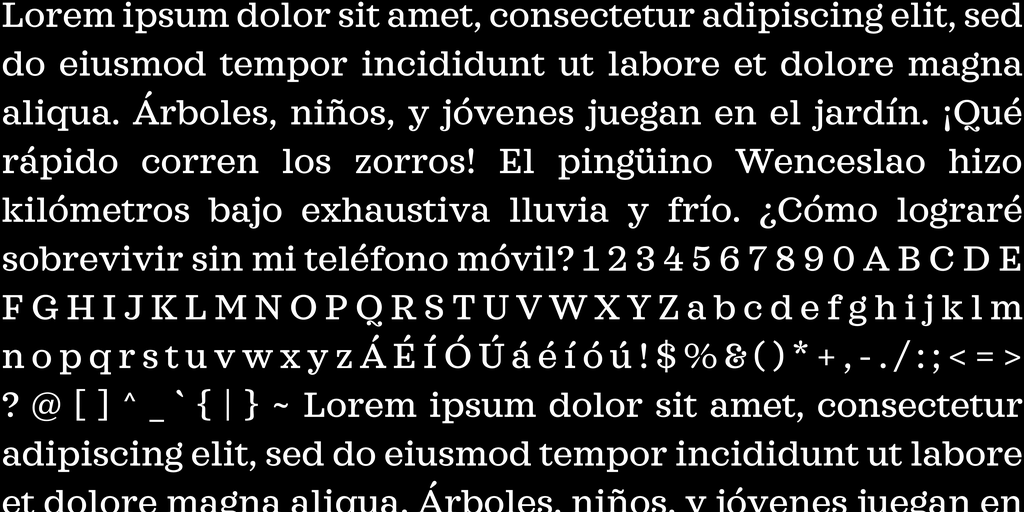 Lorem ipsum dolor sit amet, consectetur adipiscing elit, sed
do eiusmod tempor incididunt ut labore et dolore magna
aliqua. Árboles, niños, y jóvenes juegan en el jardín. ¡Qué
rápido corren los zorros! El pingüino Wenceslao hizo
kilómetros bajo exhaustiva lluvia y frío. ¿Cómo lograré
sobrevivir sin mi teléfono móvil? 1 2 3 4 5 6 7 8 9 0 A B C D E
F G H I J K L M N O P Q R S T U V W X Y Z a b c d e f g h i j k l m
n o p q r s t u v w x y z Á É Í Ó Ú á é í ó ú ! $ % & ( ) * + , - . / : ; < = >
? @ [ ] ^ _ ` { | } ~ Lorem ipsum dolor sit amet, consectetur
adipiscing elit, sed do eiusmod tempor incididunt ut labore
et dolore magna aliqua. Árboles, niños, y jóvenes juegan en